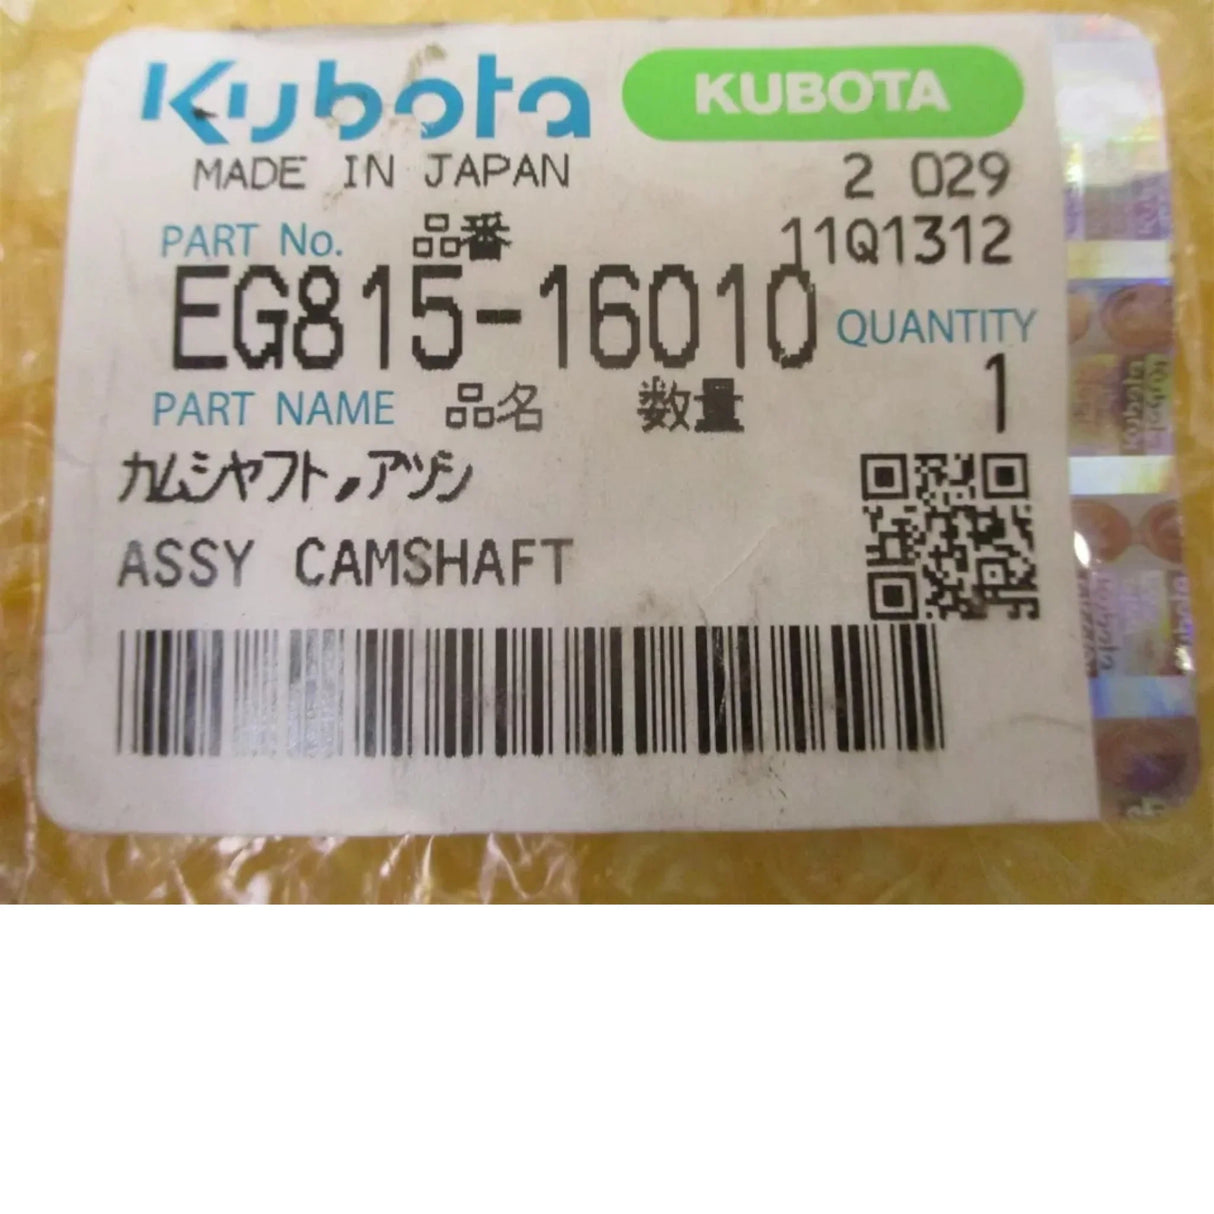 Kubota KUBOTA
MADE IN JAPAN 2 029
PART No. 品番 11Q1312
EG815-16010 QUANTITY
PART NAME 品名 数量 1
カムシヤフト,アツシ
ASSY CAMSHAFT